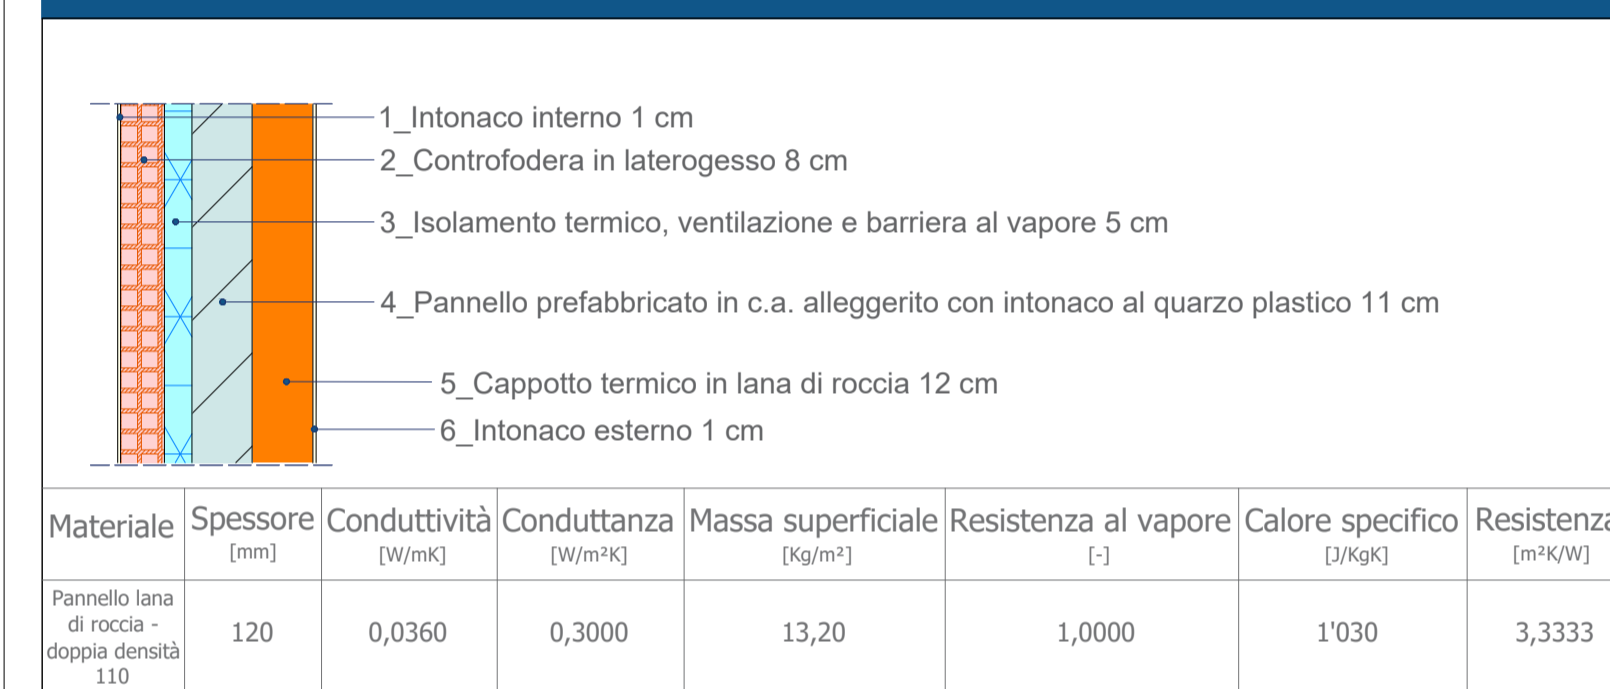 1_Intonaco interno 1 cm
2_Controfodera in laterogesso 8 cm
3_Isolamento termico, ventilazione e barriera al vapore 5 cm
4_Pannello prefabbricato in c.a. alleggerito con intonaco al quarzo plastico 11 cm
5_Cappotto termico in lana di roccia 12 cm
6_Intonaco esterno 1 cm
Materiale Spessore Conduttività Conduttanza Massa superficiale Resistenza al vapore Calore specifico Resistenza
[mm] [W/mK] [W/m²K] [Kg/m²] [-] [J/KgK] [m²K/W]
Pannello lana
di roccia -
doppia densità
110
120 0,0360 0,3000 13,20 1,0000 1'030 3,3333